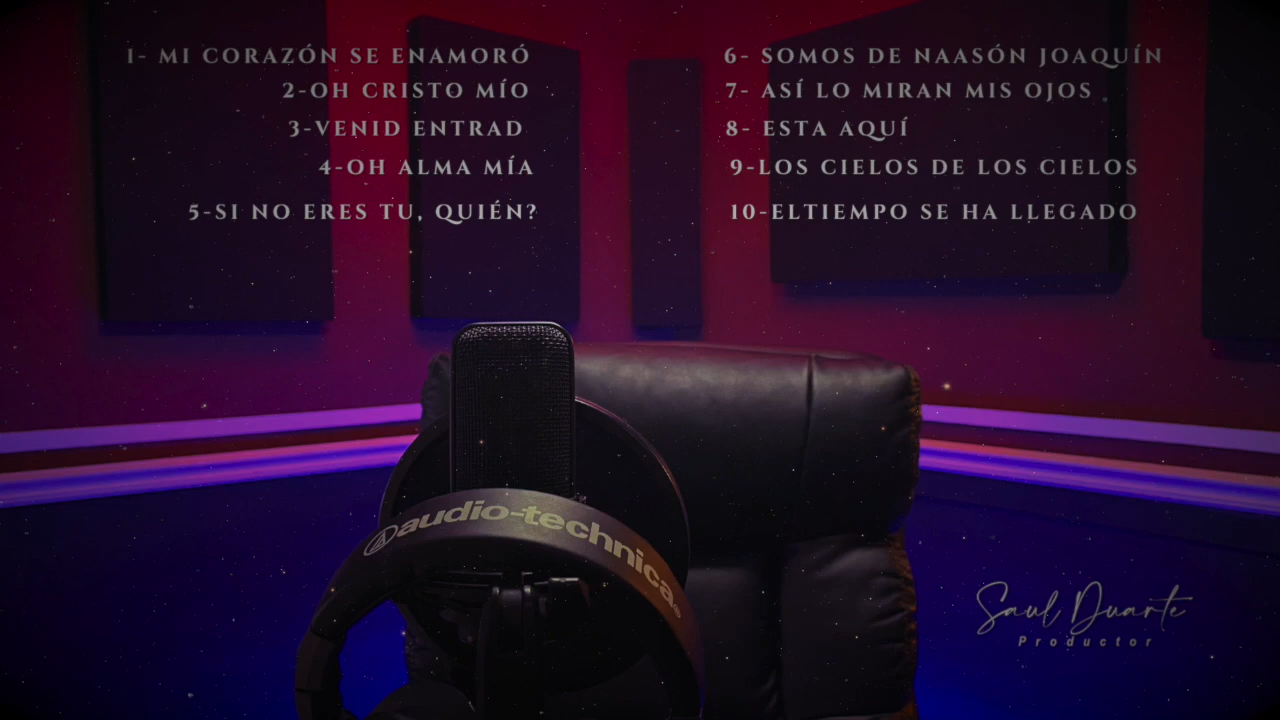 1- MI CORAZÓN SE ENAMORÓ
2-OH CRISTO MÍO
3-VENID ENTRAD
4-OH ALMA MÍA
5-SI NO ERES TU, QUIÉN?
6- SOMOS DE NAASÓN JOAQUÍN
7- ASÍ LO MIRAN MIS OJOS
8- ESTA AQUÍ
9-LOS CIELOS DE LOS CIELOS
10-ELTIEMPO SE HA LLEGADO
audio-technica®
Saul Duarte
Productor